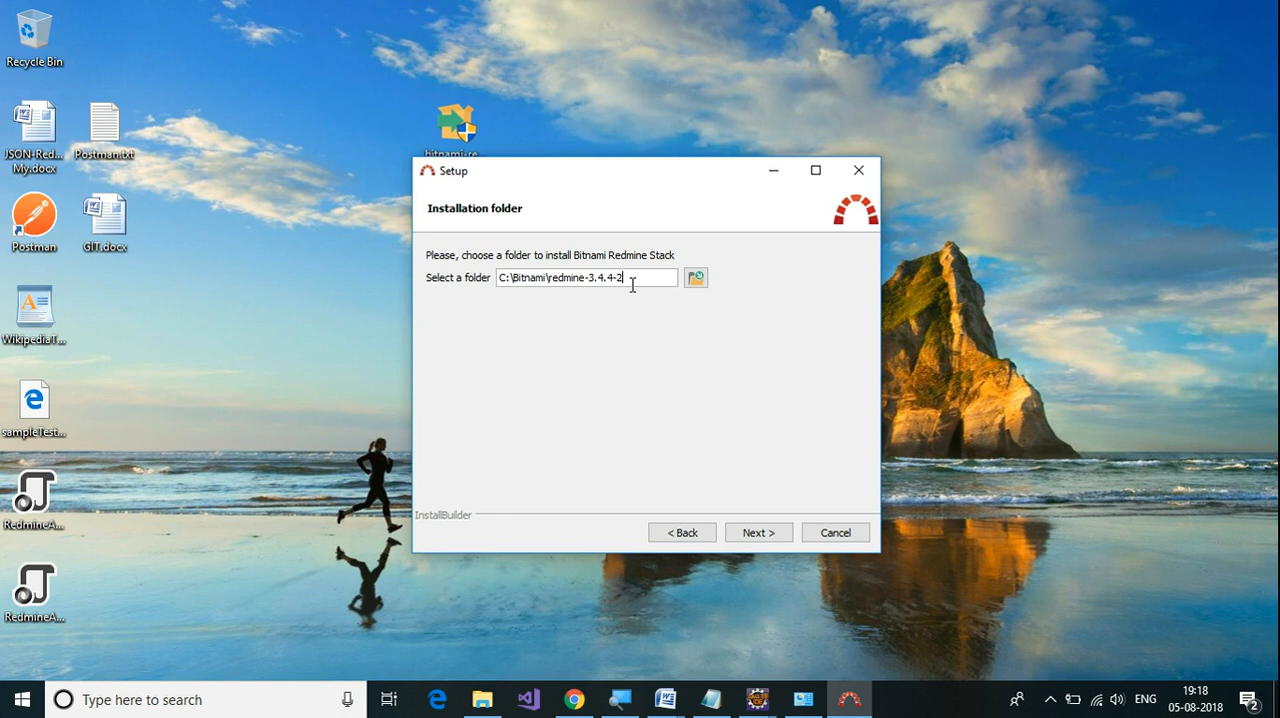 Recycle Bin
JSON-Red...
My.docx
Postman.txt
Postman
GIT.docx
WikipediaT...
sampleTest...
RedmineA...
RedmineA...
bitnami-re...
Setup
Installation folder
Please, choose a folder to install Bitnami Redmine Stack
Select a folder C:\Bitnami\redmine-3.4.4-2
InstallBuilder
< Back Next > Cancel
Type here to search
ENG
19:18
05-08-2018
2